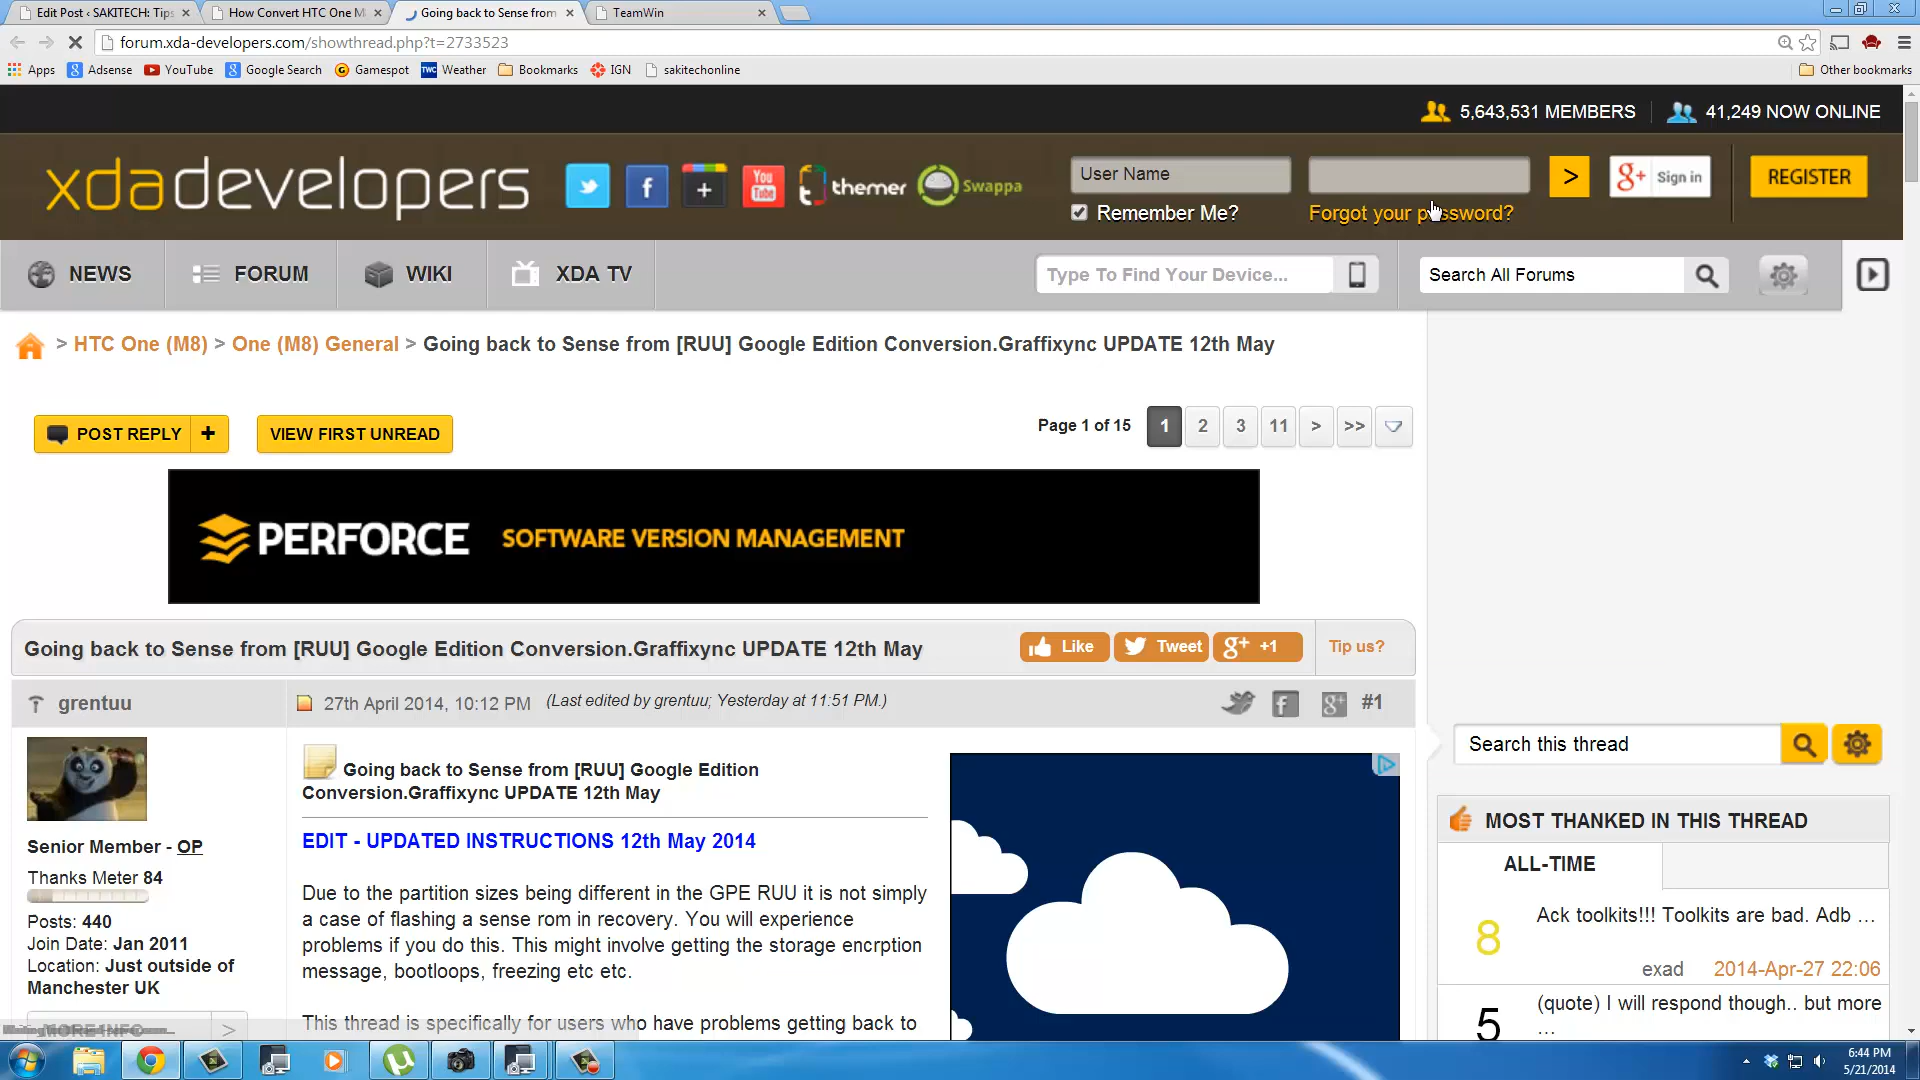 Edit Post ‹ SAKITECH: Tips
How Convert HTC One M
Going back to Sense from
TeamWin
forum.xda-developers.com/showthread.php?t=2733523
Apps
Adsense
YouTube
Google Search
Gamespot
TWC Weather
Bookmarks
IGN
sakitechonline
Other bookmarks
5,643,531 MEMBERS
41,249 NOW ONLINE
xdadevelopers
You Tube
themer
Swappa
User Name
>
g+ Sign in
REGISTER
Remember Me?
Forgot your password?
NEWS
FORUM
WIKI
XDA TV
Type To Find Your Device...
Search All Forums
> HTC One (M8) > One (M8) General > Going back to Sense from [RUU] Google Edition Conversion.Graffixync UPDATE 12th May
POST REPLY +
VIEW FIRST UNREAD
Page 1 of 15
1 2 3 11 > >>
PERFORCE SOFTWARE VERSION MANAGEMENT
Going back to Sense from [RUU] Google Edition Conversion.Graffixync UPDATE 12th May
Like
Tweet
g+ +1
Tip us?
grentuu
27th April 2014, 10:12 PM (Last edited by grentuu; Yesterday at 11:51 PM.)
#1
Senior Member - OP
Thanks Meter 84
Posts: 440
Join Date: Jan 2011
Location: Just outside of
Manchester UK
MORE INFO >
Going back to Sense from [RUU] Google Edition
Conversion.Graffixync UPDATE 12th May
EDIT - UPDATED INSTRUCTIONS 12th May 2014
Due to the partition sizes being different in the GPE RUU it is not simply
a case of flashing a sense rom in recovery. You will experience
problems if you do this. This might involve getting the storage encrption
message, bootloops, freezing etc etc.
This thread is specifically for users who have problems getting back to
Search this thread
MOST THANKED IN THIS THREAD
ALL-TIME
8
Ack toolkits!!! Toolkits are bad. Adb ...
exad 2014-Apr-27 22:06
5
(quote) I will respond though.. but more
...
6:44 PM
5/21/2014